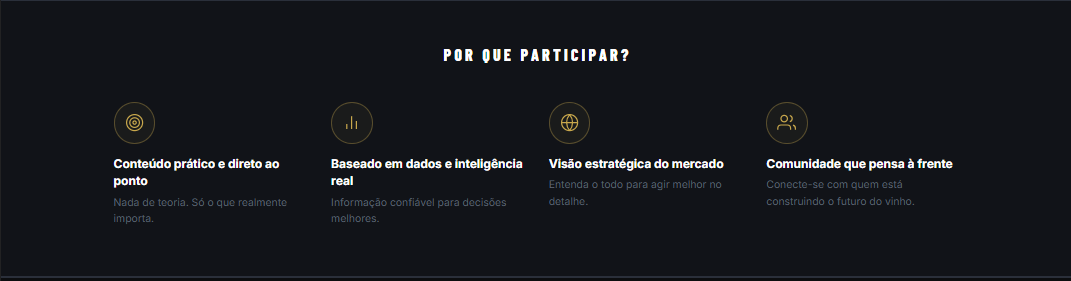 POR QUE PARTICIPAR?
Conteúdo prático e direto ao
ponto
Nada de teoria. Só o que realmente
importa.
Baseado em dados e inteligência
real
Informação confiável para decisões
melhores.
Visão estratégica do mercado
Entenda o todo para agir melhor no
detalhe.
Comunidade que pensa à frente
Conecte-se com quem está
construindo o futuro do vinho.